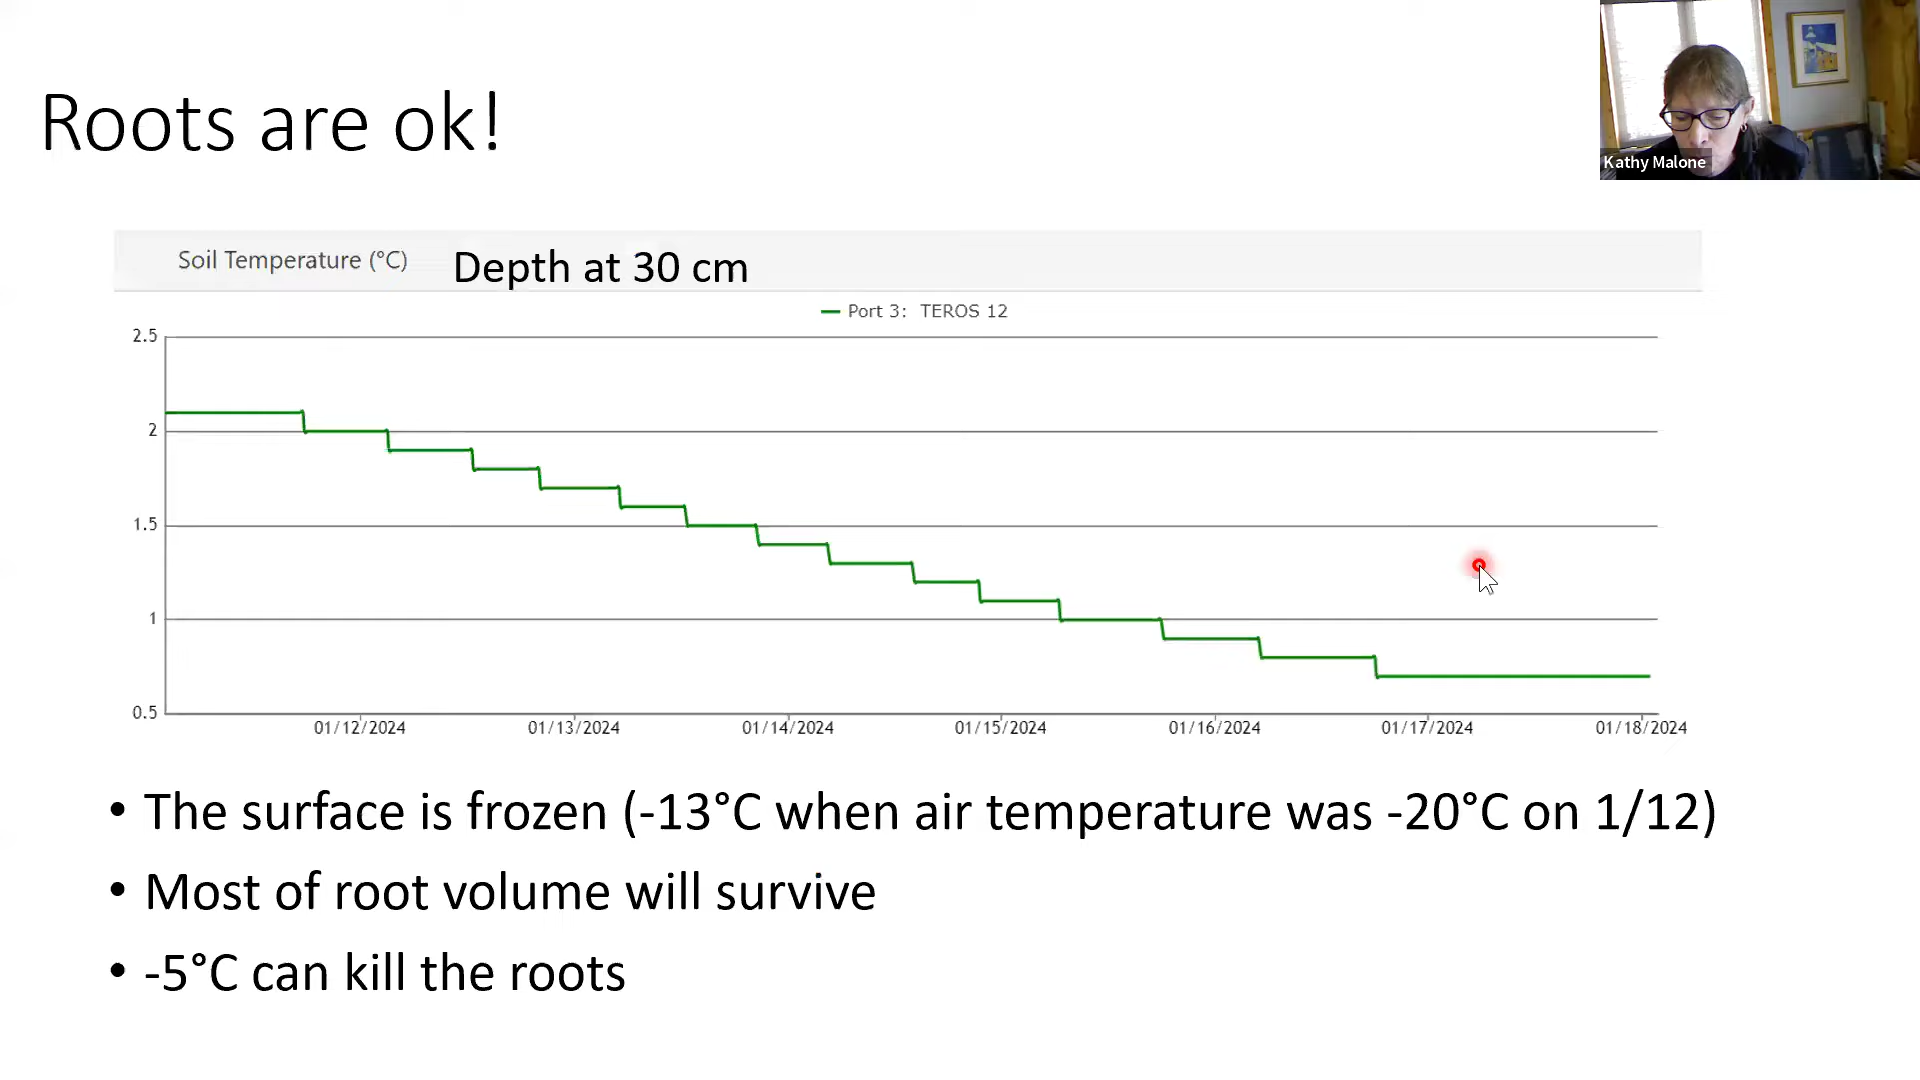 Roots are ok!
Kathy Malone
Soil Temperature (°C)
Depth at 30 cm
Port 3: TEROS 12
2.5
2
1.5
1
0.5
01/12/2024
01/13/2024
01/14/2024
01/15/2024
01/16/2024
01/17/2024
01/18/2024
• The surface is frozen (-13°C when air temperature was -20°C on 1/12)
• Most of root volume will survive
• -5°C can kill the roots